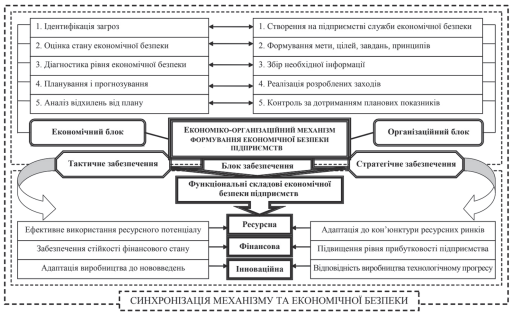 1. Ідентифікація загроз
1. Створення на підприємстві служби економічної безпеки
2. Оцінка стану економічної безпеки
2. Формування мети, цілей, завдань, принципів
3. Діагностика рівня економічної безпеки
3. Збір необхідної інформації
4. Планування і прогнозування
4. Реалізація розроблених заходів
5. Аналіз відхилень від плану
5. Контроль за дотриманням планових показників
Економічний блок
ЕКОНОМІКО-ОРГАНІЗАЦІЙНИЙ МЕХАНІЗМ
ФОРМУВАННЯ ЕКОНОМІЧНОЇ БЕЗПЕКИ
ПІДПРИЄМСТВ
Організаційний блок
Тактичне забезпечення
Блок забезпечення
Стратегічне забезпечення
Функціональні складові економічної
безпеки підприємств
Ефективне використання ресурсного потенціалу
Ресурсна
Адаптація до кон'юнктури ресурсних ринків
Забезпечення стійкості фінансового стану
Фінансова
Підвищення рівня прибутковості підприємства
Адаптація виробництва до нововведень
Інноваційна
Відповідність виробництва технологічному прогресу
СИНХРОНІЗАЦІЯ МЕХАНІЗМУ ТА ЕКОНОМІЧНОЇ БЕЗПЕКИ